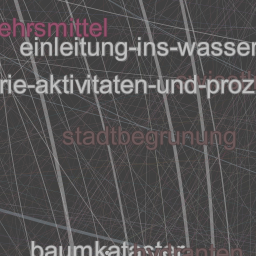 ehrsmittel
einleitung-ins-wasser
rie-aktivitaten-und-proz
stadtbegrunung
baumkataster